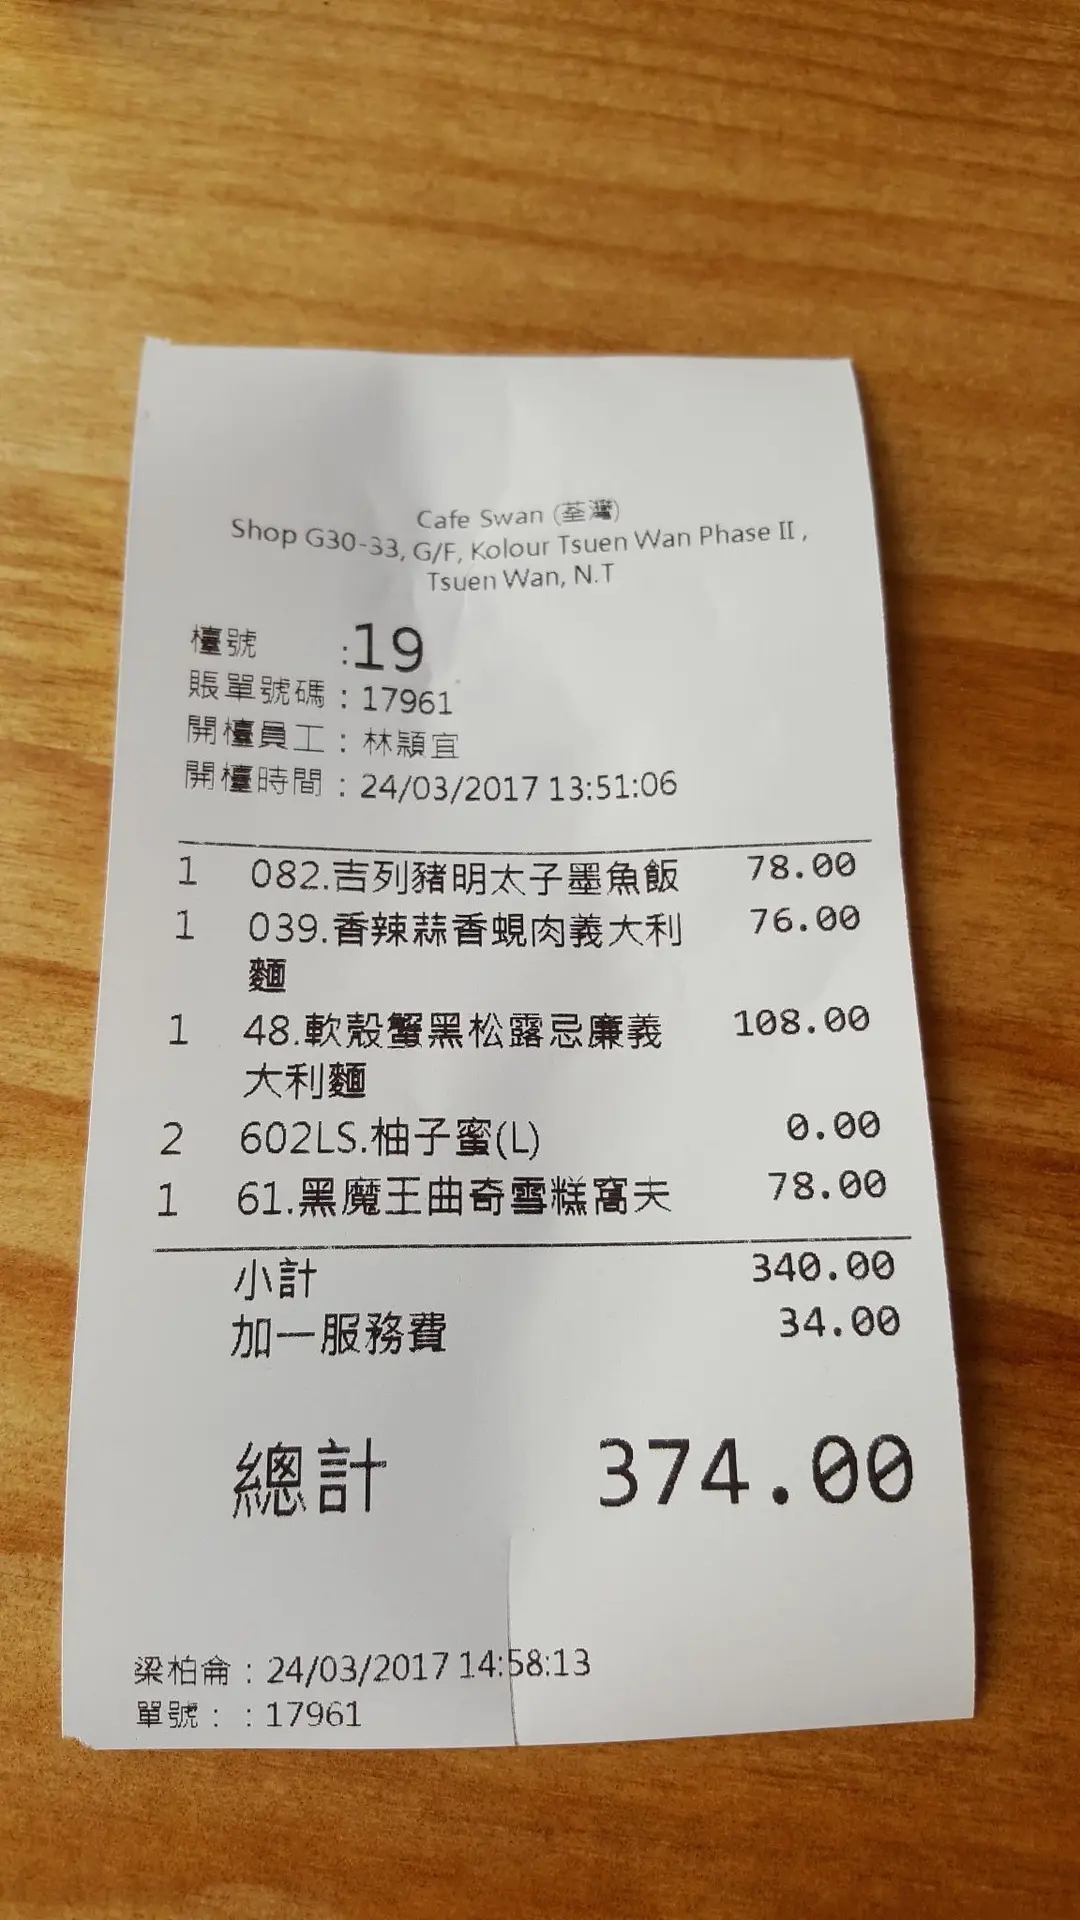 Cafe Swan (荃灣)
Shop G30-33, G/F, Kolour Tsuen Wan Phase II ,
Tsuen Wan, N.T
檯號 :19
賬單號碼 : 17961
開檯員工 : 林穎宜
開檯時間 : 24/03/2017 13:51:06
1 082.吉列豬明太子墨魚飯 78.00
1 039.香辣蒜香蜆肉義大利 76.00
麵
1 48.軟殼蟹黑松露忌廉義 108.00
大利麵
2 602LS.柚子蜜(L) 0.00
1 61.黑魔王曲奇雪糕窩夫 78.00
小計 340.00
加一服務費 34.00
總計 374.00
梁柏侖 : 24/03/2017 14:58:13
單號 : : 17961